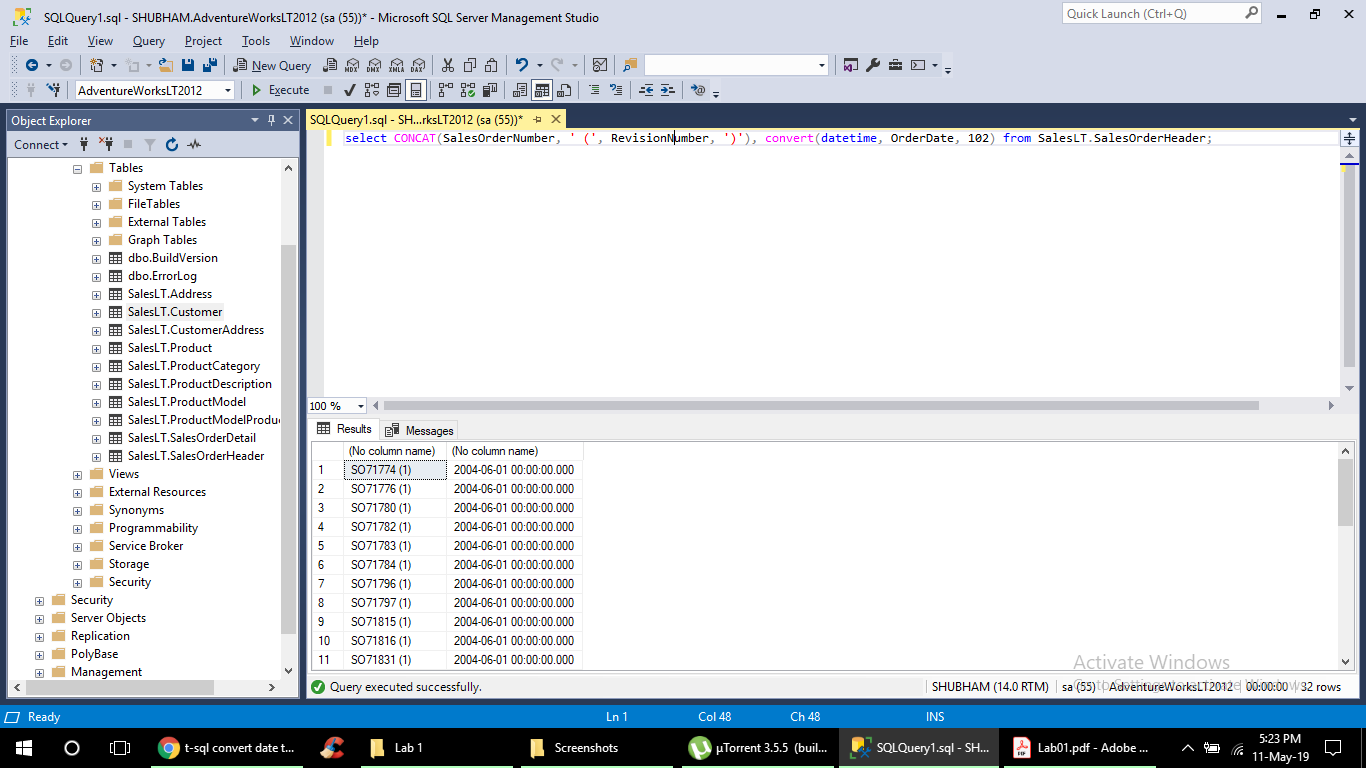 SQLQuery1.sql - SHUBHAM.AdventureWorksLT2012 (sa (55))* - Microsoft SQL Server Management Studio
Quick Launch (Ctrl+Q)
File Edit View Query Project Tools Window Help
New Query MDX DMX XMLA DAX
AdventureWorksLT2012 Execute
Object Explorer
SQLQuery1.sql - SH...rksLT2012 (sa (55))*
Connect
select CONCAT(SalesOrderNumber, ' (', RevisionNumber, ')'), convert(datetime, OrderDate, 102) from SalesLT.SalesOrderHeader;
Tables
System Tables
FileTables
External Tables
Graph Tables
dbo.BuildVersion
dbo.ErrorLog
SalesLT.Address
SalesLT.Customer
SalesLT.CustomerAddress
SalesLT.Product
SalesLT.ProductCategory
SalesLT.ProductDescription
SalesLT.ProductModel
SalesLT.ProductModelProdu
SalesLT.SalesOrderDetail
SalesLT.SalesOrderHeader
Views
External Resources
Synonyms
Programmability
Service Broker
Storage
Security
Security
Server Objects
Replication
PolyBase
Management
100 %
Results Messages
(No column name) (No column name)
1 SO71774 (1) 2004-06-01 00:00:00.000
2 SO71776 (1) 2004-06-01 00:00:00.000
3 SO71780 (1) 2004-06-01 00:00:00.000
4 SO71782 (1) 2004-06-01 00:00:00.000
5 SO71783 (1) 2004-06-01 00:00:00.000
6 SO71784 (1) 2004-06-01 00:00:00.000
7 SO71796 (1) 2004-06-01 00:00:00.000
8 SO71797 (1) 2004-06-01 00:00:00.000
9 SO71815 (1) 2004-06-01 00:00:00.000
10 SO71816 (1) 2004-06-01 00:00:00.000
11 SO71831 (1) 2004-06-01 00:00:00.000
Activate Windows
Go to Settings to activate Windows.
Query executed successfully. SHUBHAM (14.0 RTM) sa (55) AdventureWorksLT2012 00:00:00 32 rows
Ready Ln 1 Col 48 Ch 48 INS
t-sql convert date t... Lab 1 Screenshots µTorrent 3.5.5 (buil... SQLQuery1.sql - SH... Lab01.pdf - Adobe ...
5:23 PM
11-May-19